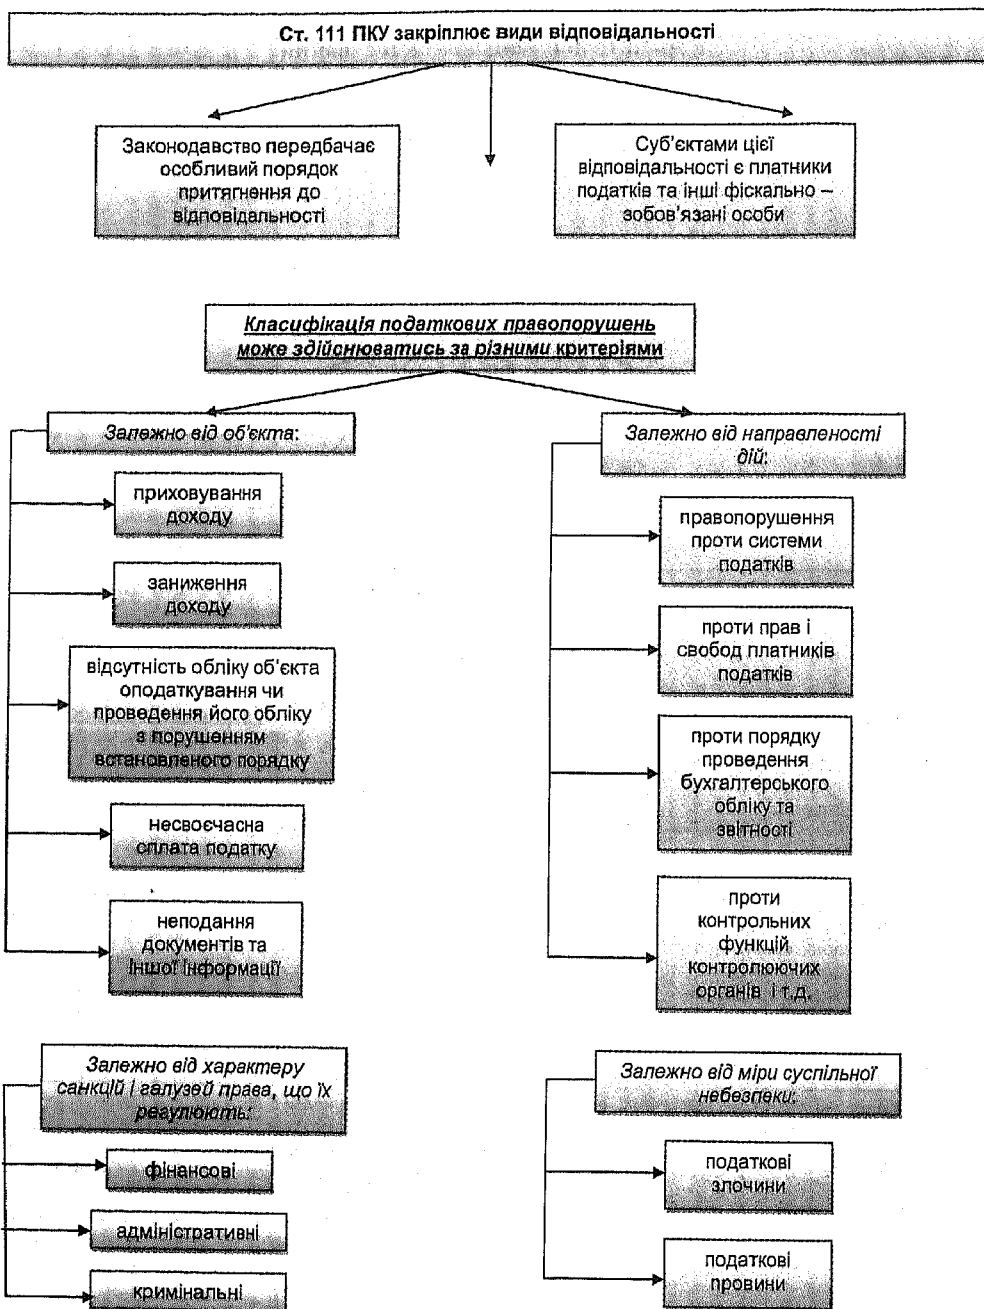 Ст. 111 ПКУ закріплює види відповідальності
Законодавство передбачає
особливий порядок
притягнення до
відповідальності
Суб'єктами цієї
відповідальності є платники
податків та інші фіскально –
зобов'язані особи
Класифікація податкових правопорушень
може здійснюватись за різними критеріями
Залежно від об'єкта:
приховування
доходу
заниження
доходу
відсутність обліку об'єкта
оподаткування чи
проведення його обліку
з порушенням
встановленого порядку
несвоєчасна
сплата податку
неподання
документів та
іншої інформації
Залежно від направленості
дій:
правопорушення
проти системи
податків
проти прав і
свобод платників
податків
проти порядку
проведення
бухгалтерського
обліку та
звітності
проти
контрольних
функцій
контролюючих
органів і т.д.
Залежно від характеру
санкцій і галузей права, що їх
регулюють:
фінансові
адміністративні
кримінальні
Залежно від міри суспільної
небезпеки:
податкові
злочини
податкові
провини